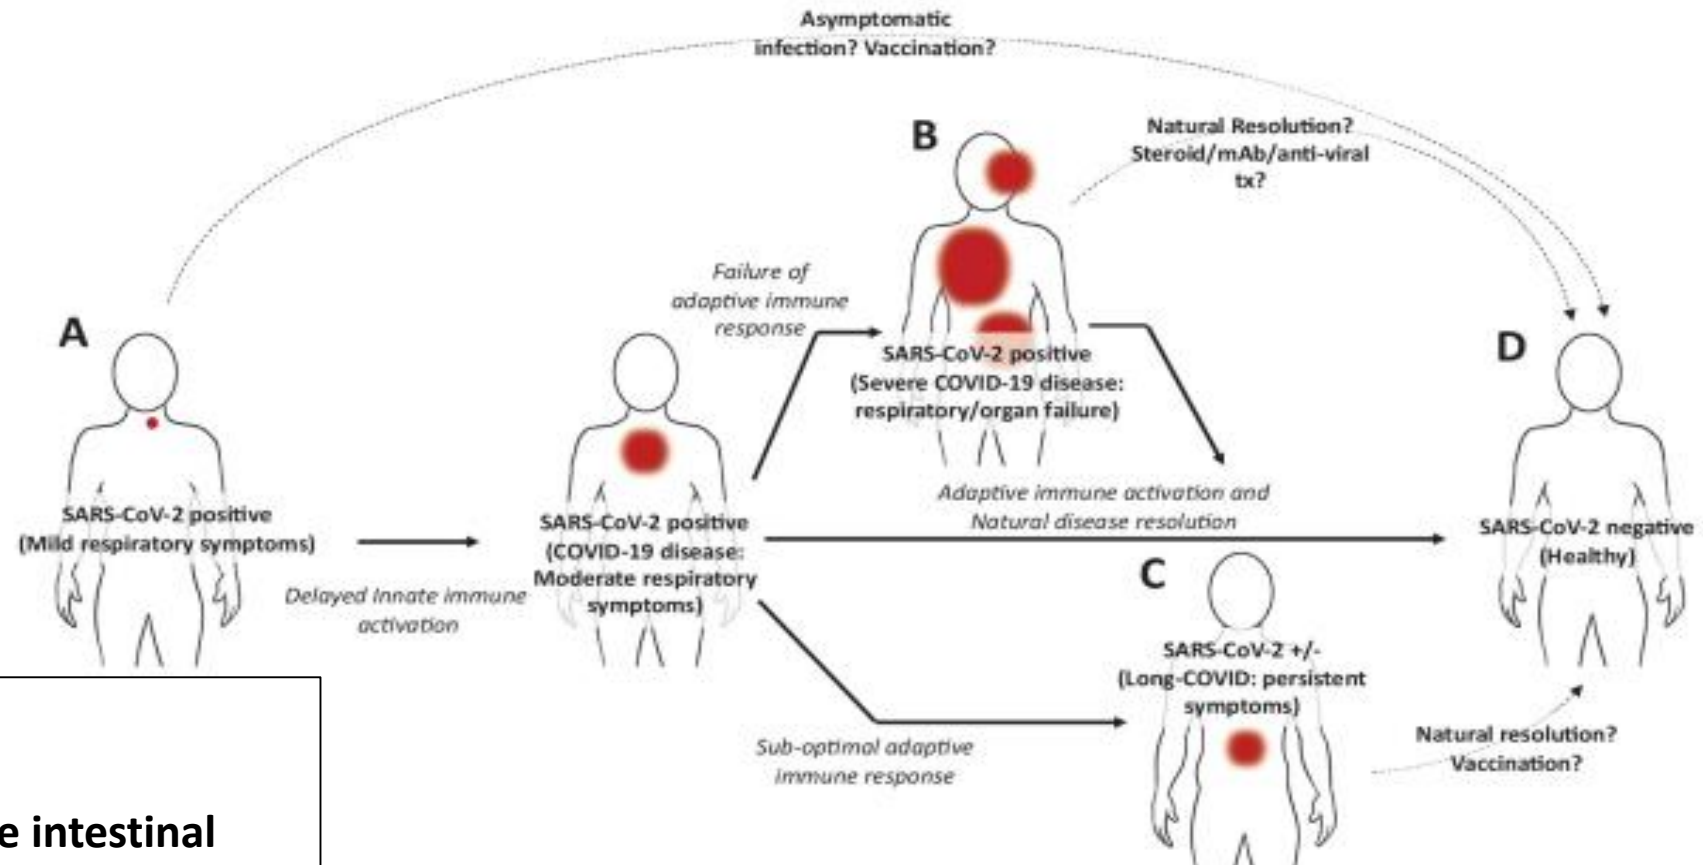 Asymptomatic
infection? Vaccination?
B
Natural Resolution?
Steroid/mAb/anti-viral
tx?
Failure of
adaptive immune
response
A
SARS-CoV-2 positive
(Severe COVID-19 disease:
respiratory/organ failure)
D
Adaptive immune activation and
Natural disease resolution
SARS-CoV-2 positive
(Mild respiratory symptoms)
SARS-CoV-2 positive
(COVID-19 disease:
Moderate respiratory
symptoms)
SARS-CoV-2 negative
(Healthy)
Delayed Innate immune
activation
C
SARS-CoV-2 +/-
(Long-COVID: persistent
symptoms)
Sub-optimal adaptive
immune response
Natural resolution?
Vaccination?
e intestinal